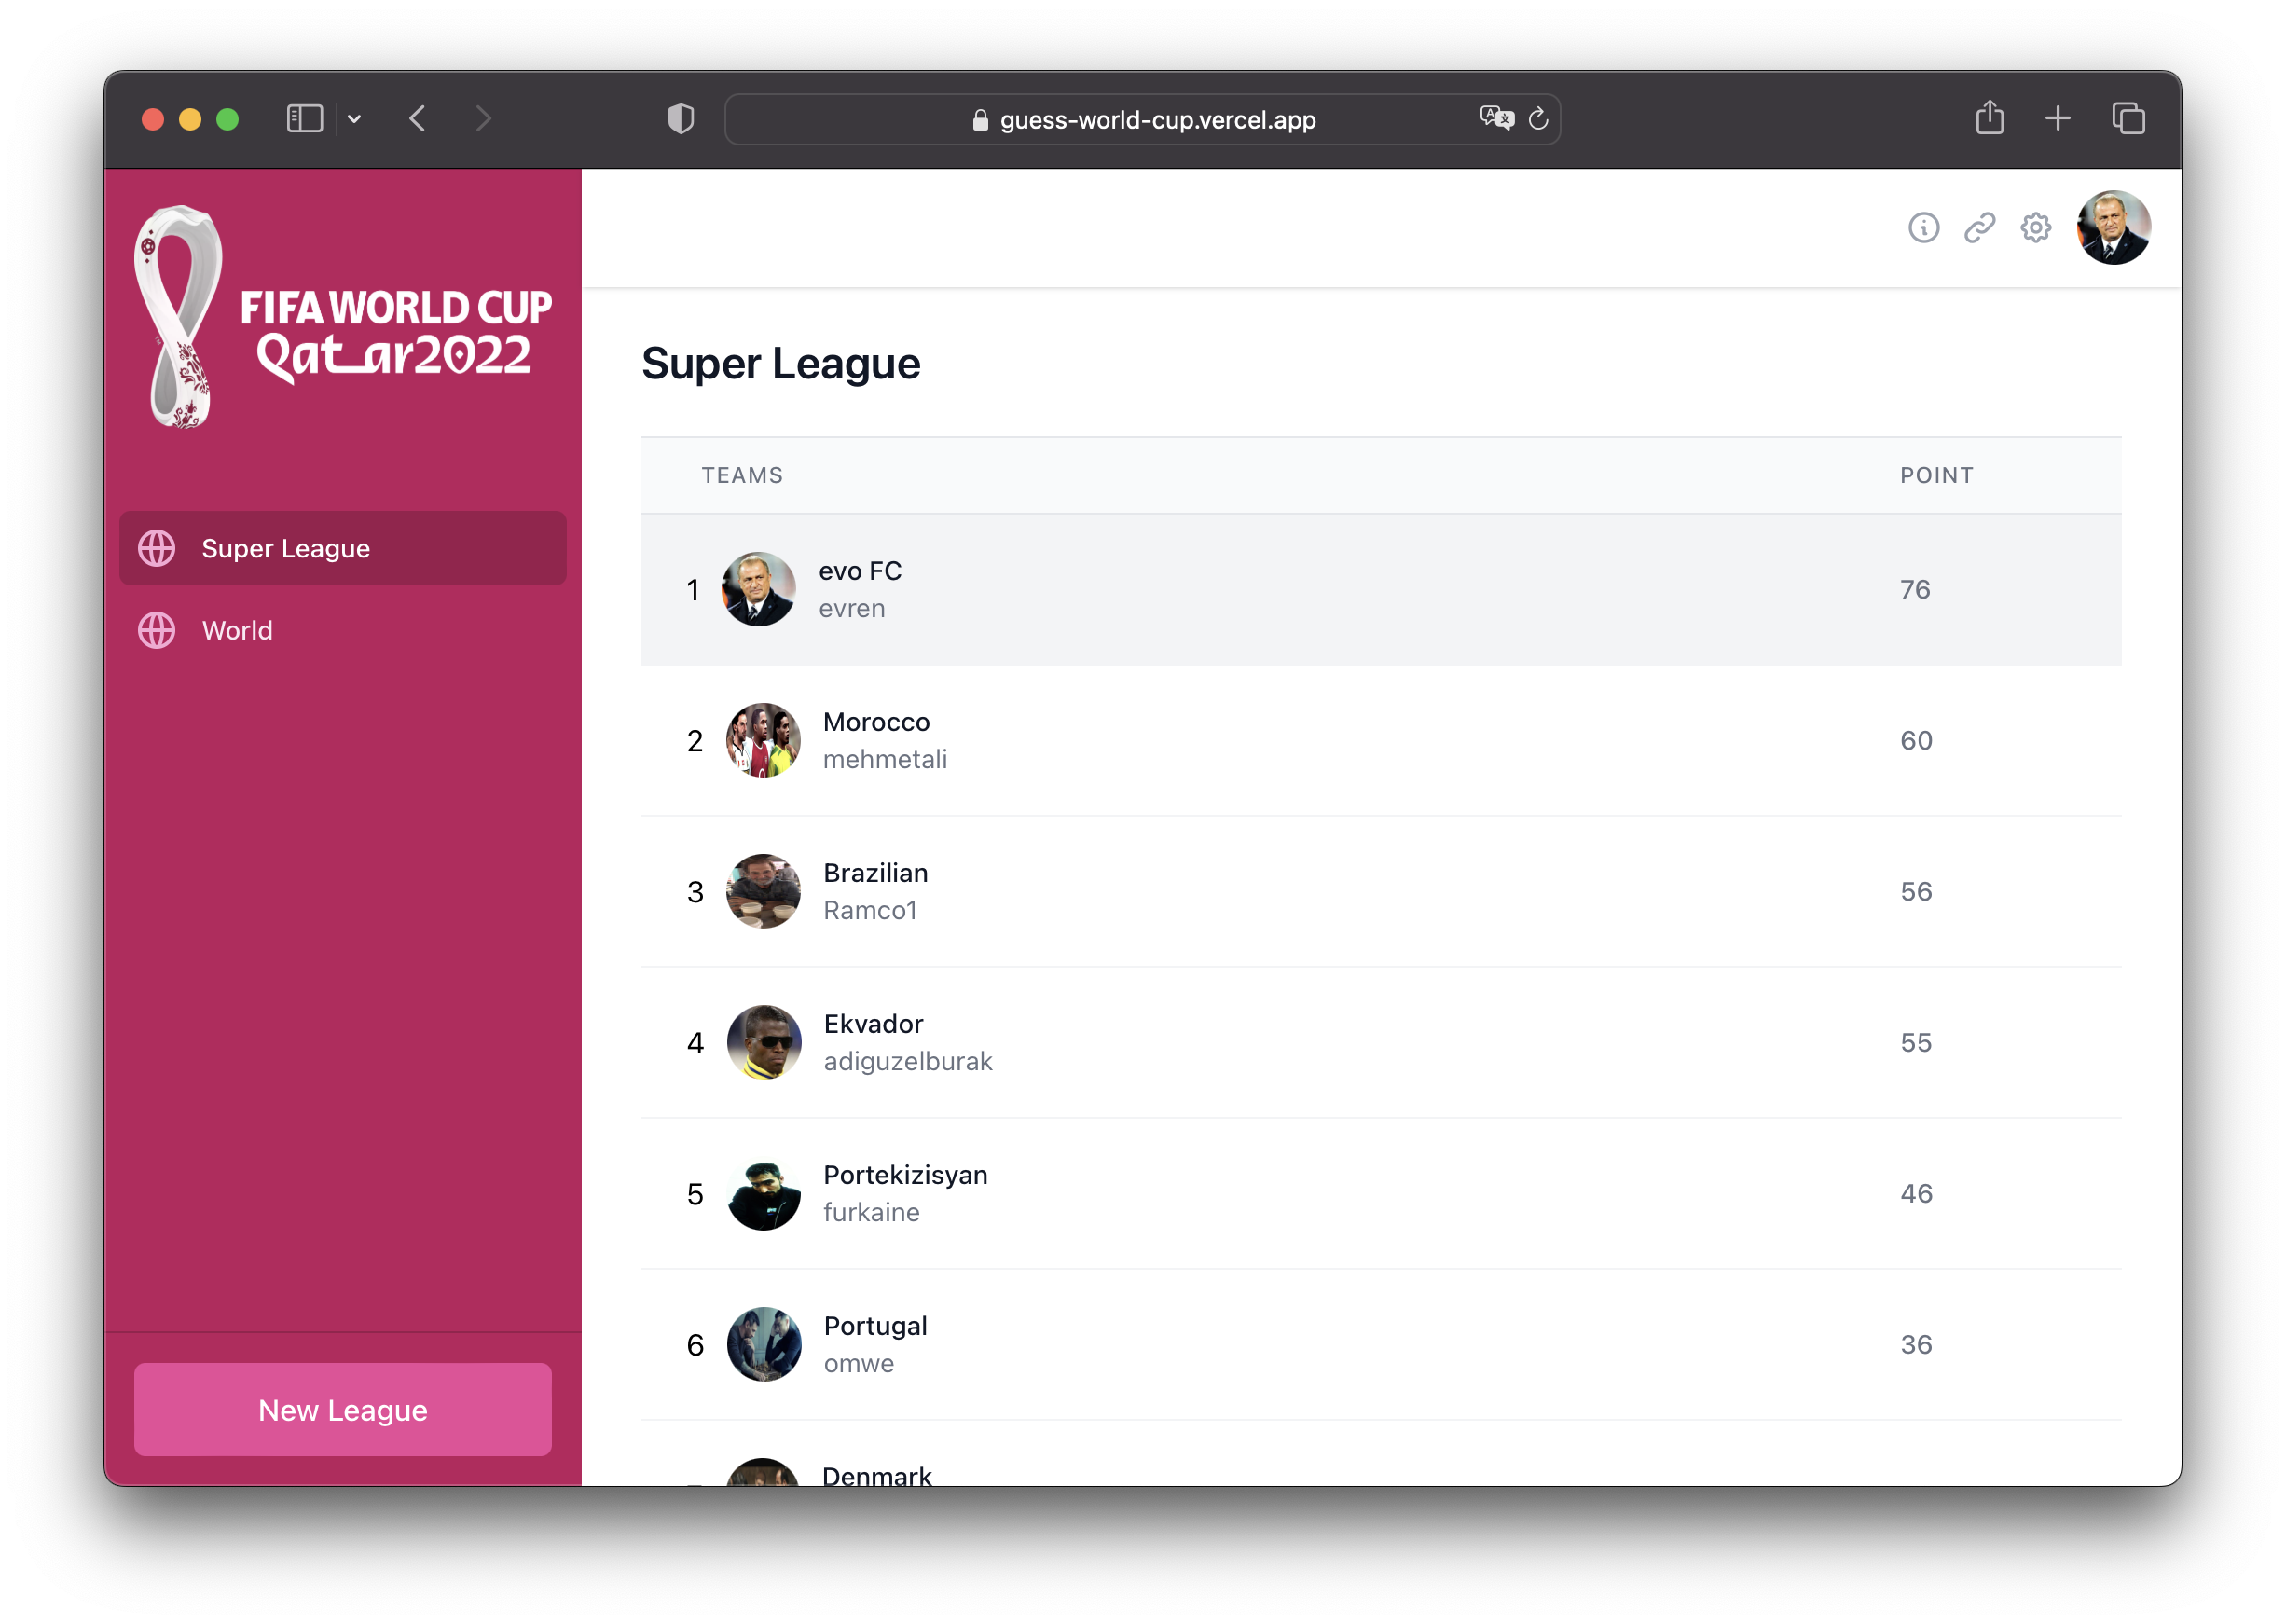 guess-world-cup.vercel.app
FIFA WORLD CUP
Qatar2022
Super League
World
New League
Super League
TEAMS POINT
1 evo FC 76
evren
2 Morocco 60
mehmetali
3 Brazilian 56
Ramco1
4 Ekvador 55
adiguzelburak
5 Portekizisyan 46
furkaine
6 Portugal 36
omwe
Denmark